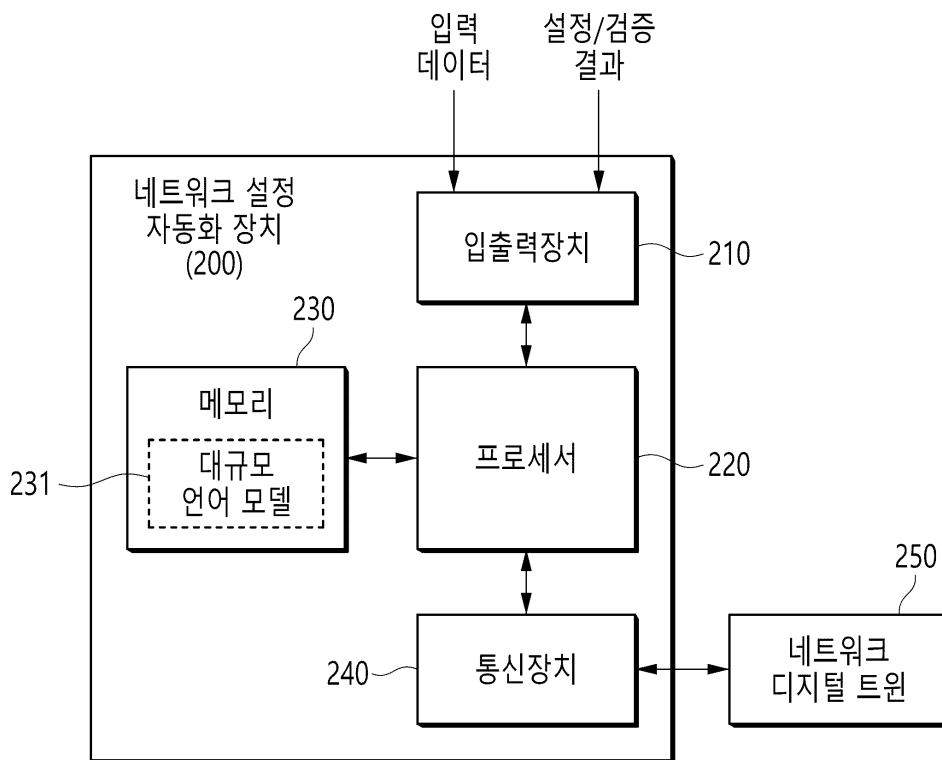 입력
데이터
설정/검증
결과
네트워크 설정
자동화 장치
(200)
입출력장치
210
230
메모리
대규모
언어 모델
231
프로세서
220
250
통신장치
240
네트워크
디지털 트윈